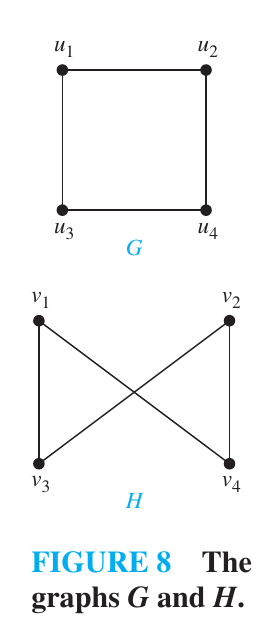 u1 u2
u3 u4
G
v1 v2
v3 v4
H
FIGURE 8 The
graphs G and H.